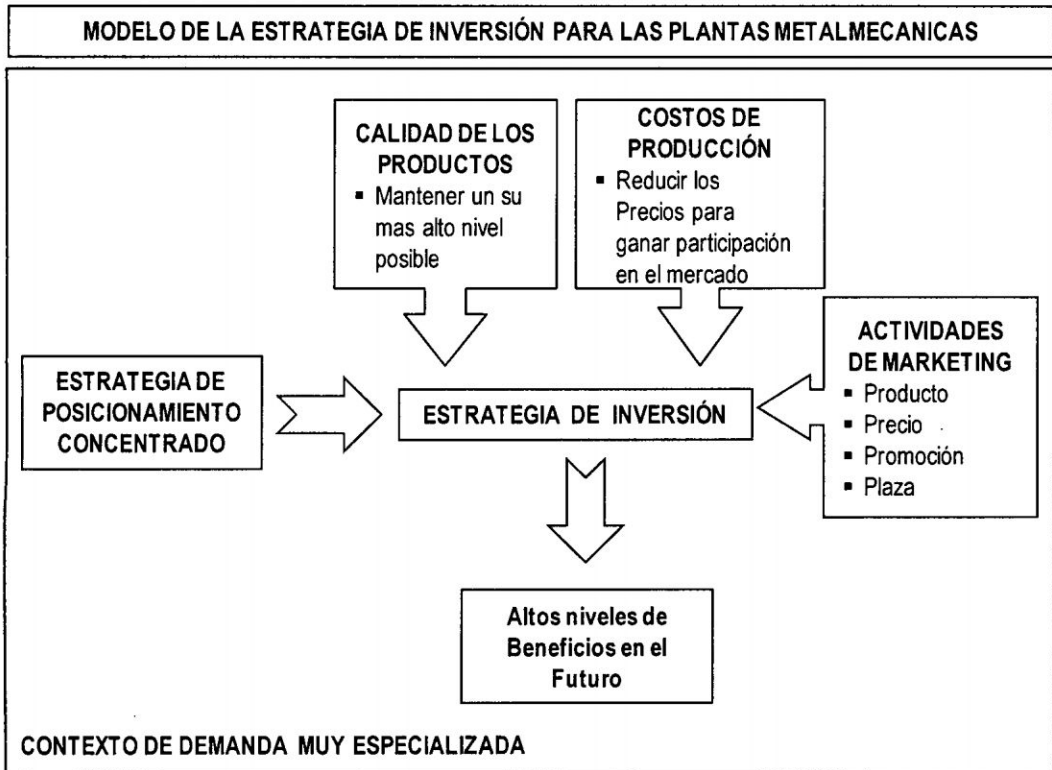 MODELO DE LA ESTRATEGIA DE INVERSIÓN PARA LAS PLANTAS METALMECANICAS
CALIDAD DE LOS
PRODUCTOS
▪ Mantener un su
mas alto nivel
posible
COSTOS DE
PRODUCCIÓN
▪ Reducir los
Precios para
ganar participación
en el mercado
ESTRATEGIA DE
POSICIONAMIENTO
CONCENTRADO
ESTRATEGIA DE INVERSIÓN
ACTIVIDADES
DE MARKETING
▪ Producto
▪ Precio
▪ Promoción
▪ Plaza
Altos niveles de
Beneficios en el
Futuro
CONTEXTO DE DEMANDA MUY ESPECIALIZADA